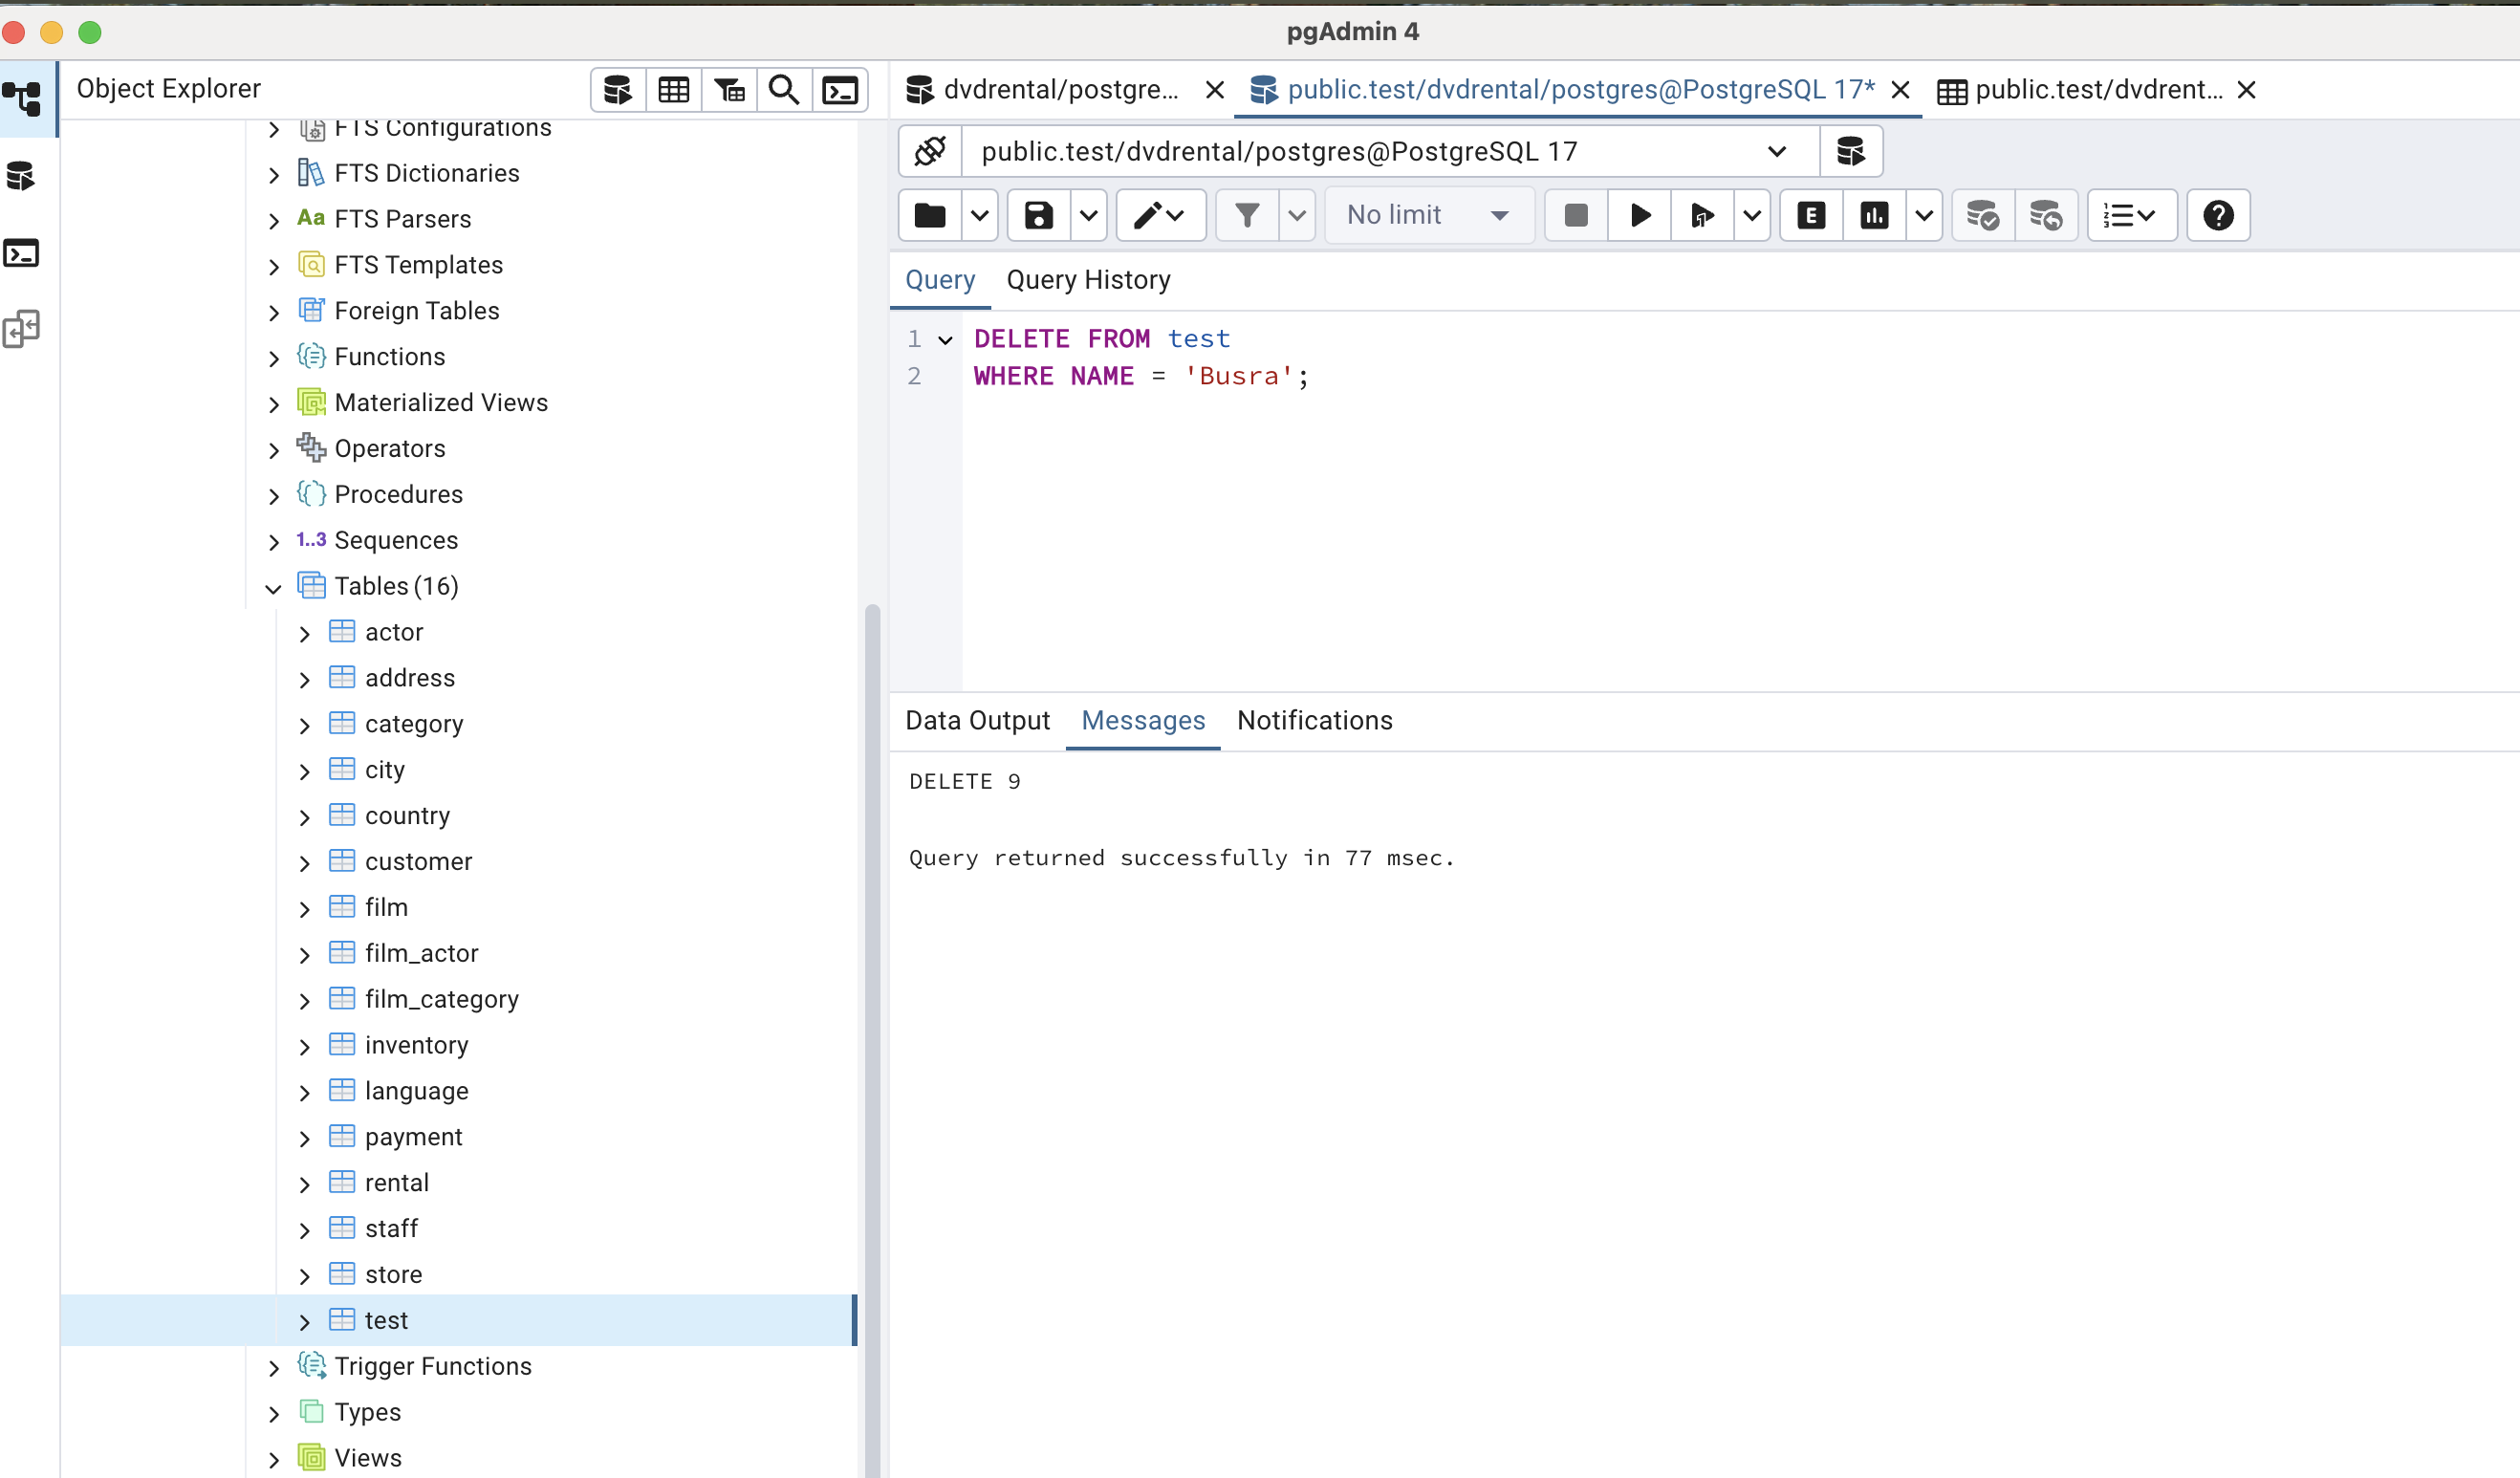 pgAdmin 4
Object Explorer
dvdrental/postgre...
public.test/dvdrental/postgres@PostgreSQL 17*
public.test/dvdrent...
public.test/dvdrental/postgres@PostgreSQL 17
No limit
Query
Query History
1 DELETE FROM test
2 WHERE NAME = 'Busra';
Data Output
Messages
Notifications
DELETE 9
Query returned successfully in 77 msec.
FTS Configurations
FTS Dictionaries
Aa FTS Parsers
FTS Templates
Foreign Tables
Functions
Materialized Views
Operators
Procedures
1..3 Sequences
Tables (16)
actor
address
category
city
country
customer
film
film_actor
film_category
inventory
language
payment
rental
staff
store
test
Trigger Functions
Types
Views